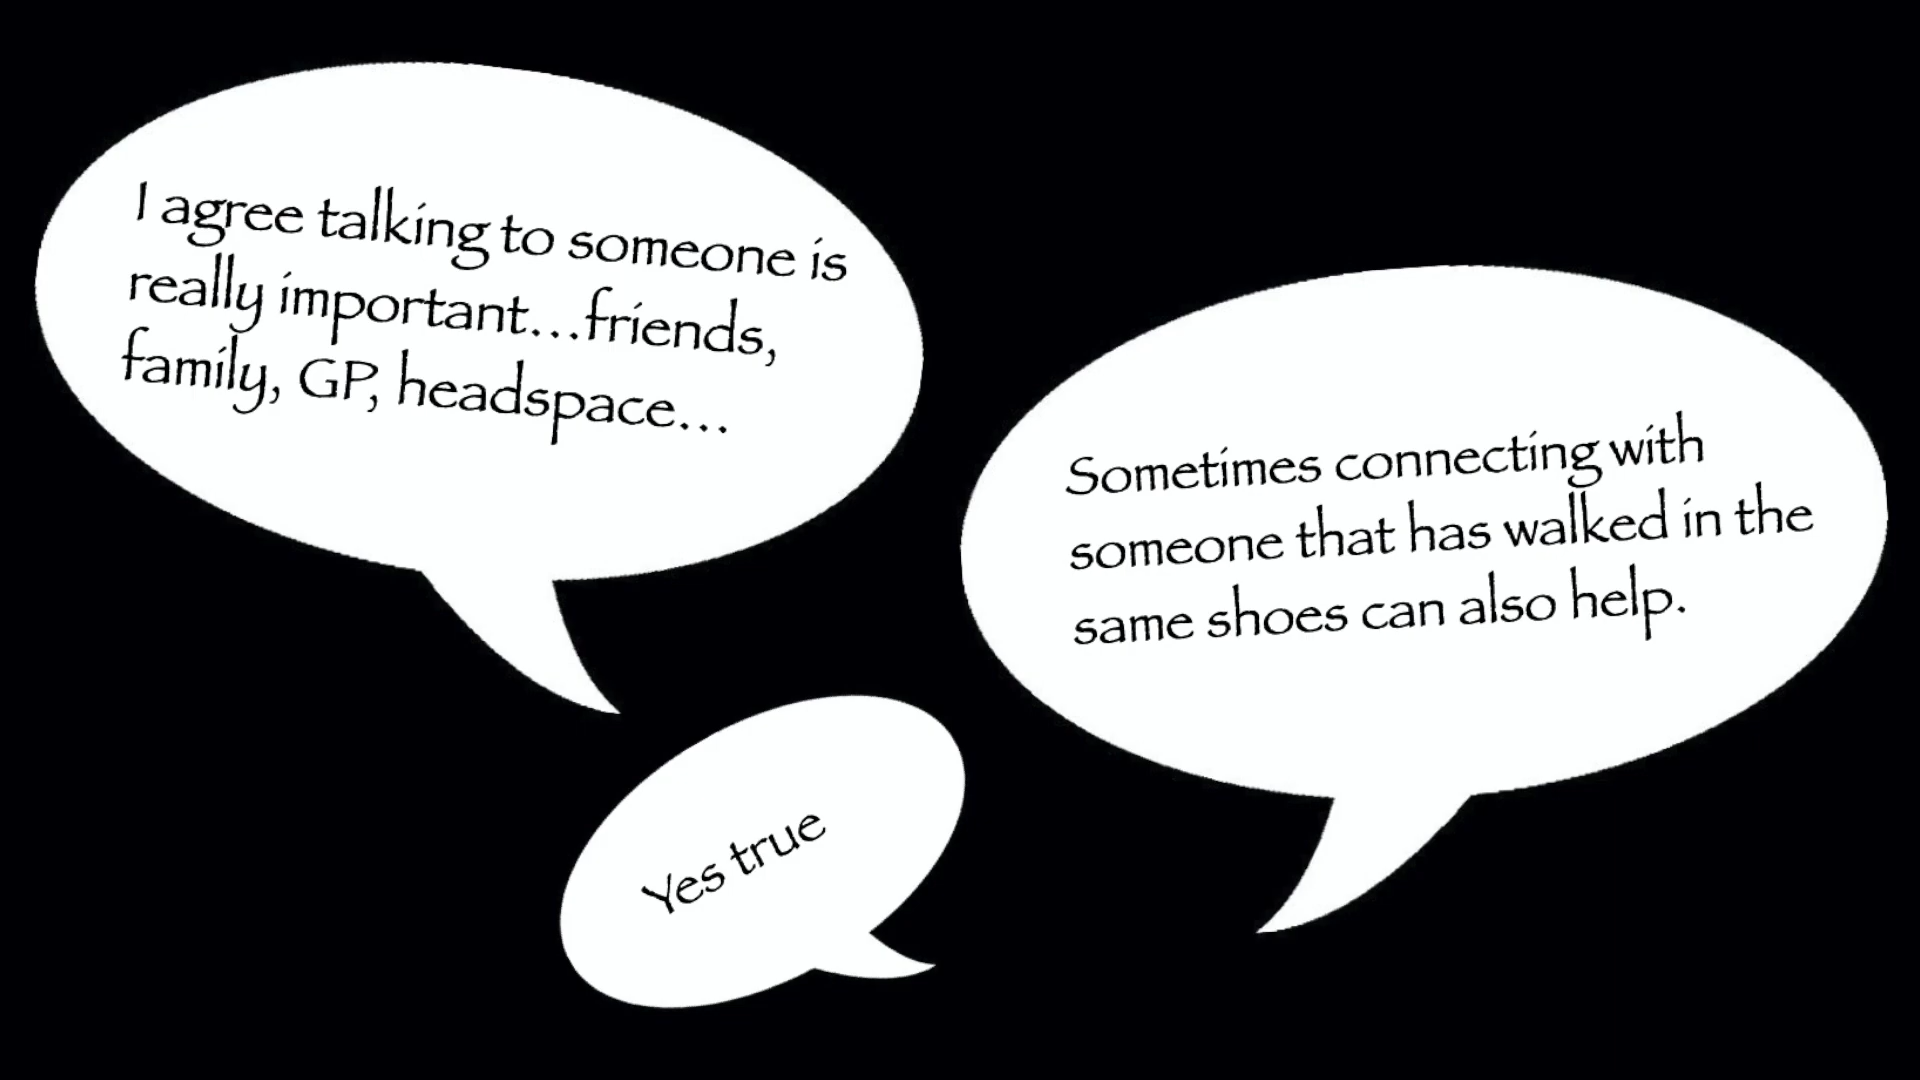 I agree talking to someone is
really important...friends,
family, GP, headspace...
Sometimes connecting with
someone that has walked in the
same shoes can also help.
Yes true